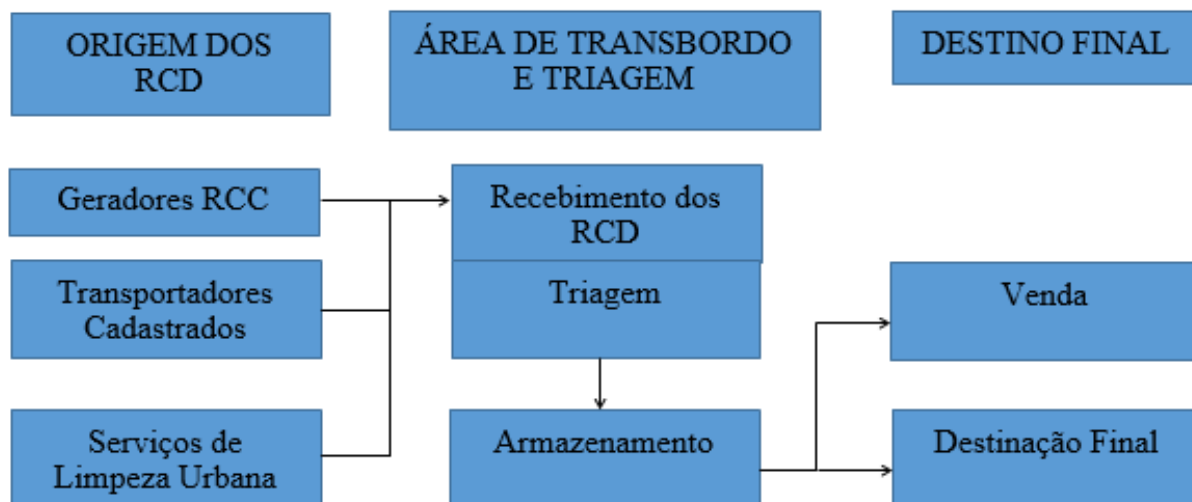 ORIGEM DOS
RCD
ÁREA DE TRANSBORDO
E TRIAGEM
DESTINO FINAL
Geradores RCC
Transportadores
Cadastrados
Serviços de
Limpeza Urbana
Recebimento dos
RCD
Triagem
Armazenamento
Venda
Destinação Final